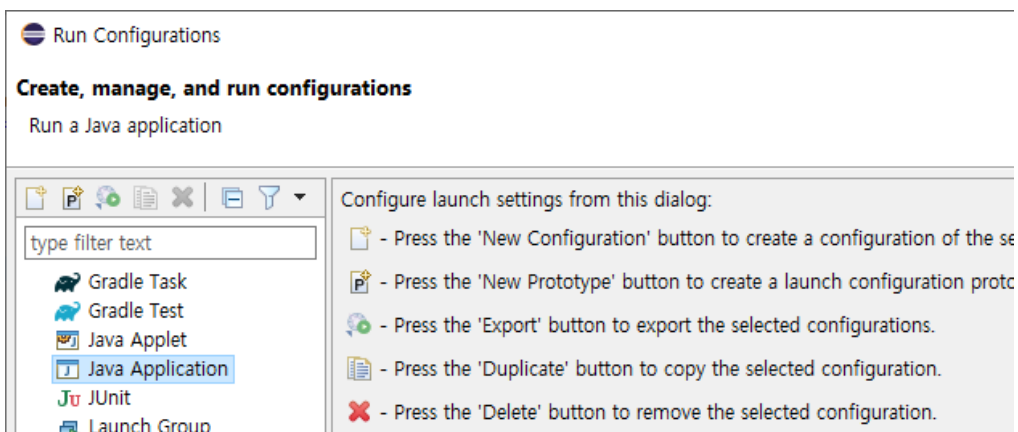 Run Configurations
Create, manage, and run configurations
Run a Java application
type filter text
Gradle Task
Gradle Test
Java Applet
Java Application
JUnit
Launch Group
Configure launch settings from this dialog:
- Press the 'New Configuration' button to create a configuration of the se
- Press the 'New Prototype' button to create a launch configuration proto
- Press the 'Export' button to export the selected configurations.
- Press the 'Duplicate' button to copy the selected configuration.
- Press the 'Delete' button to remove the selected configuration.